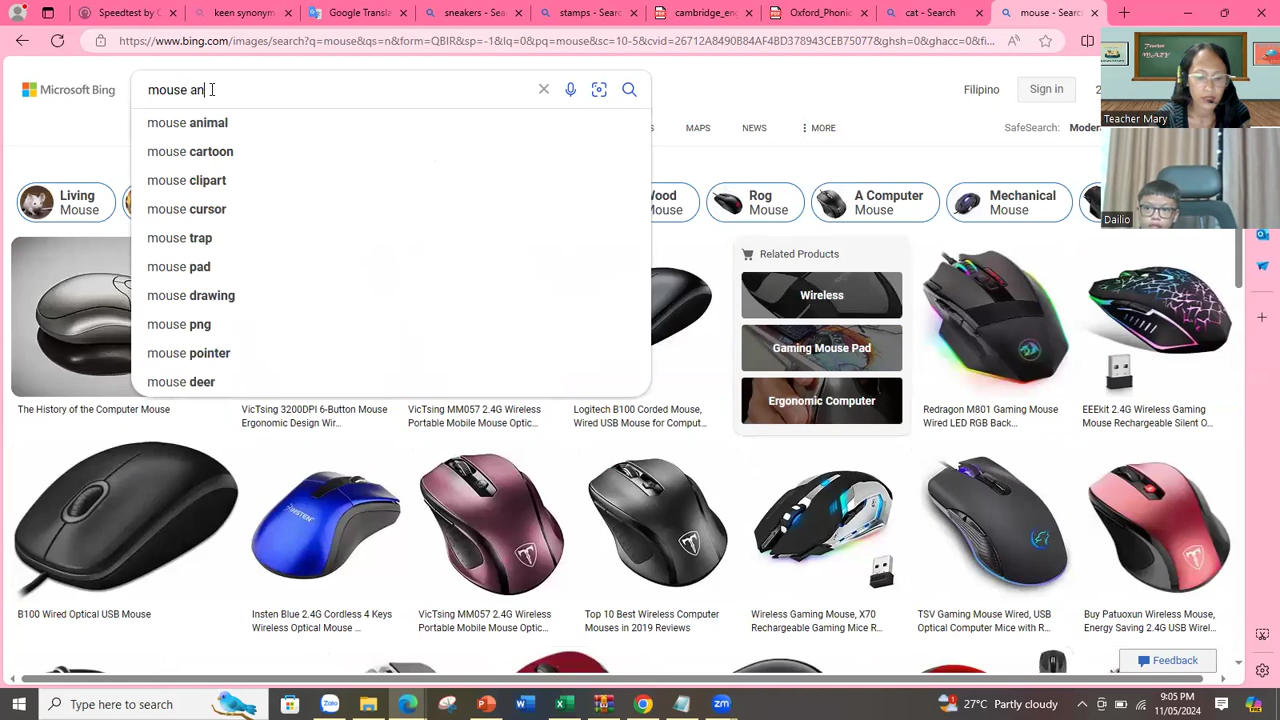 Speedtest by C
keen synonym
Google Transla
sneakers - Sea
stamps - Searc
cambridge_eng
Oxford_Phonic
cat - Search
mouse - Searc
https://www.bing.com/images/search?q=mouse&qs=n&form=QBIR&sp=-1&lq=0&pq=mouse&sc=10-5&cvid=26712A8490B84AF4BD378943CEB75077&ghsh=0&ghacc=0&fi...
Microsoft Bing
mouse an
Filipino
Sign in
2
MAPS
NEWS
MORE
SafeSearch:
Moder
Teacher MARY
Teacher Mary
Dailio
mouse animal
mouse cartoon
mouse clipart
mouse cursor
mouse trap
mouse pad
mouse drawing
mouse png
mouse pointer
mouse deer
Living
Mouse
Wood
Mouse
Rog
Mouse
A Computer
Mouse
Mechanical
Mouse
Related Products
Wireless
Gaming Mouse Pad
Ergonomic Computer
The History of the Computer Mouse
VicTsing 3200DPI 6-Button Mouse
Ergonomic Design Wir...
VicTsing MM057 2.4G Wireless
Portable Mobile Mouse Optic...
Logitech B100 Corded Mouse,
Wired USB Mouse for Comput...
Redragon M801 Gaming Mouse
Wired LED RGB Back...
EEEkit 2.4G Wireless Gaming
Mouse Rechargeable Silent O...
B100 Wired Optical USB Mouse
Insten Blue 2.4G Cordless 4 Keys
Wireless Optical Mouse ...
VicTsing MM057 2.4G Wireless
Portable Mobile Mouse Optic...
Top 10 Best Wireless Computer
Mouses in 2019 Reviews
Wireless Gaming Mouse, X70
Rechargeable Gaming Mice R...
TSV Gaming Mouse Wired, USB
Optical Computer Mice with R...
Buy Patuoxun Wireless Mouse,
Energy Saving 2.4G USB Wirel...
Feedback
Type here to search
27°C Partly cloudy
9:05 PM
11/05/2024